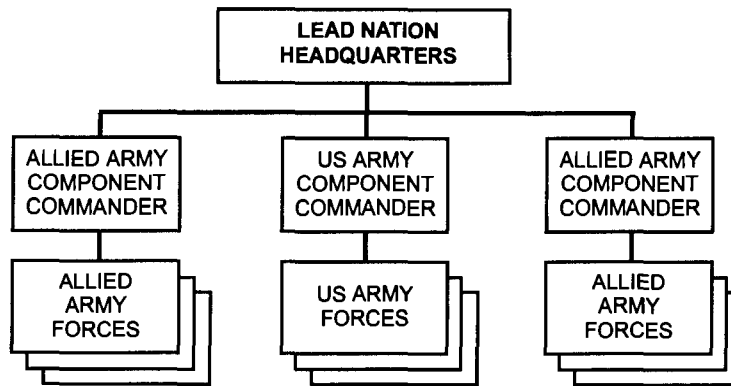 LEAD NATION
HEADQUARTERS
ALLIED ARMY
COMPONENT
COMMANDER
US ARMY
COMPONENT
COMMANDER
ALLIED ARMY
COMPONENT
COMMANDER
ALLIED
ARMY
FORCES
US ARMY
FORCES
ALLIED
ARMY
FORCES